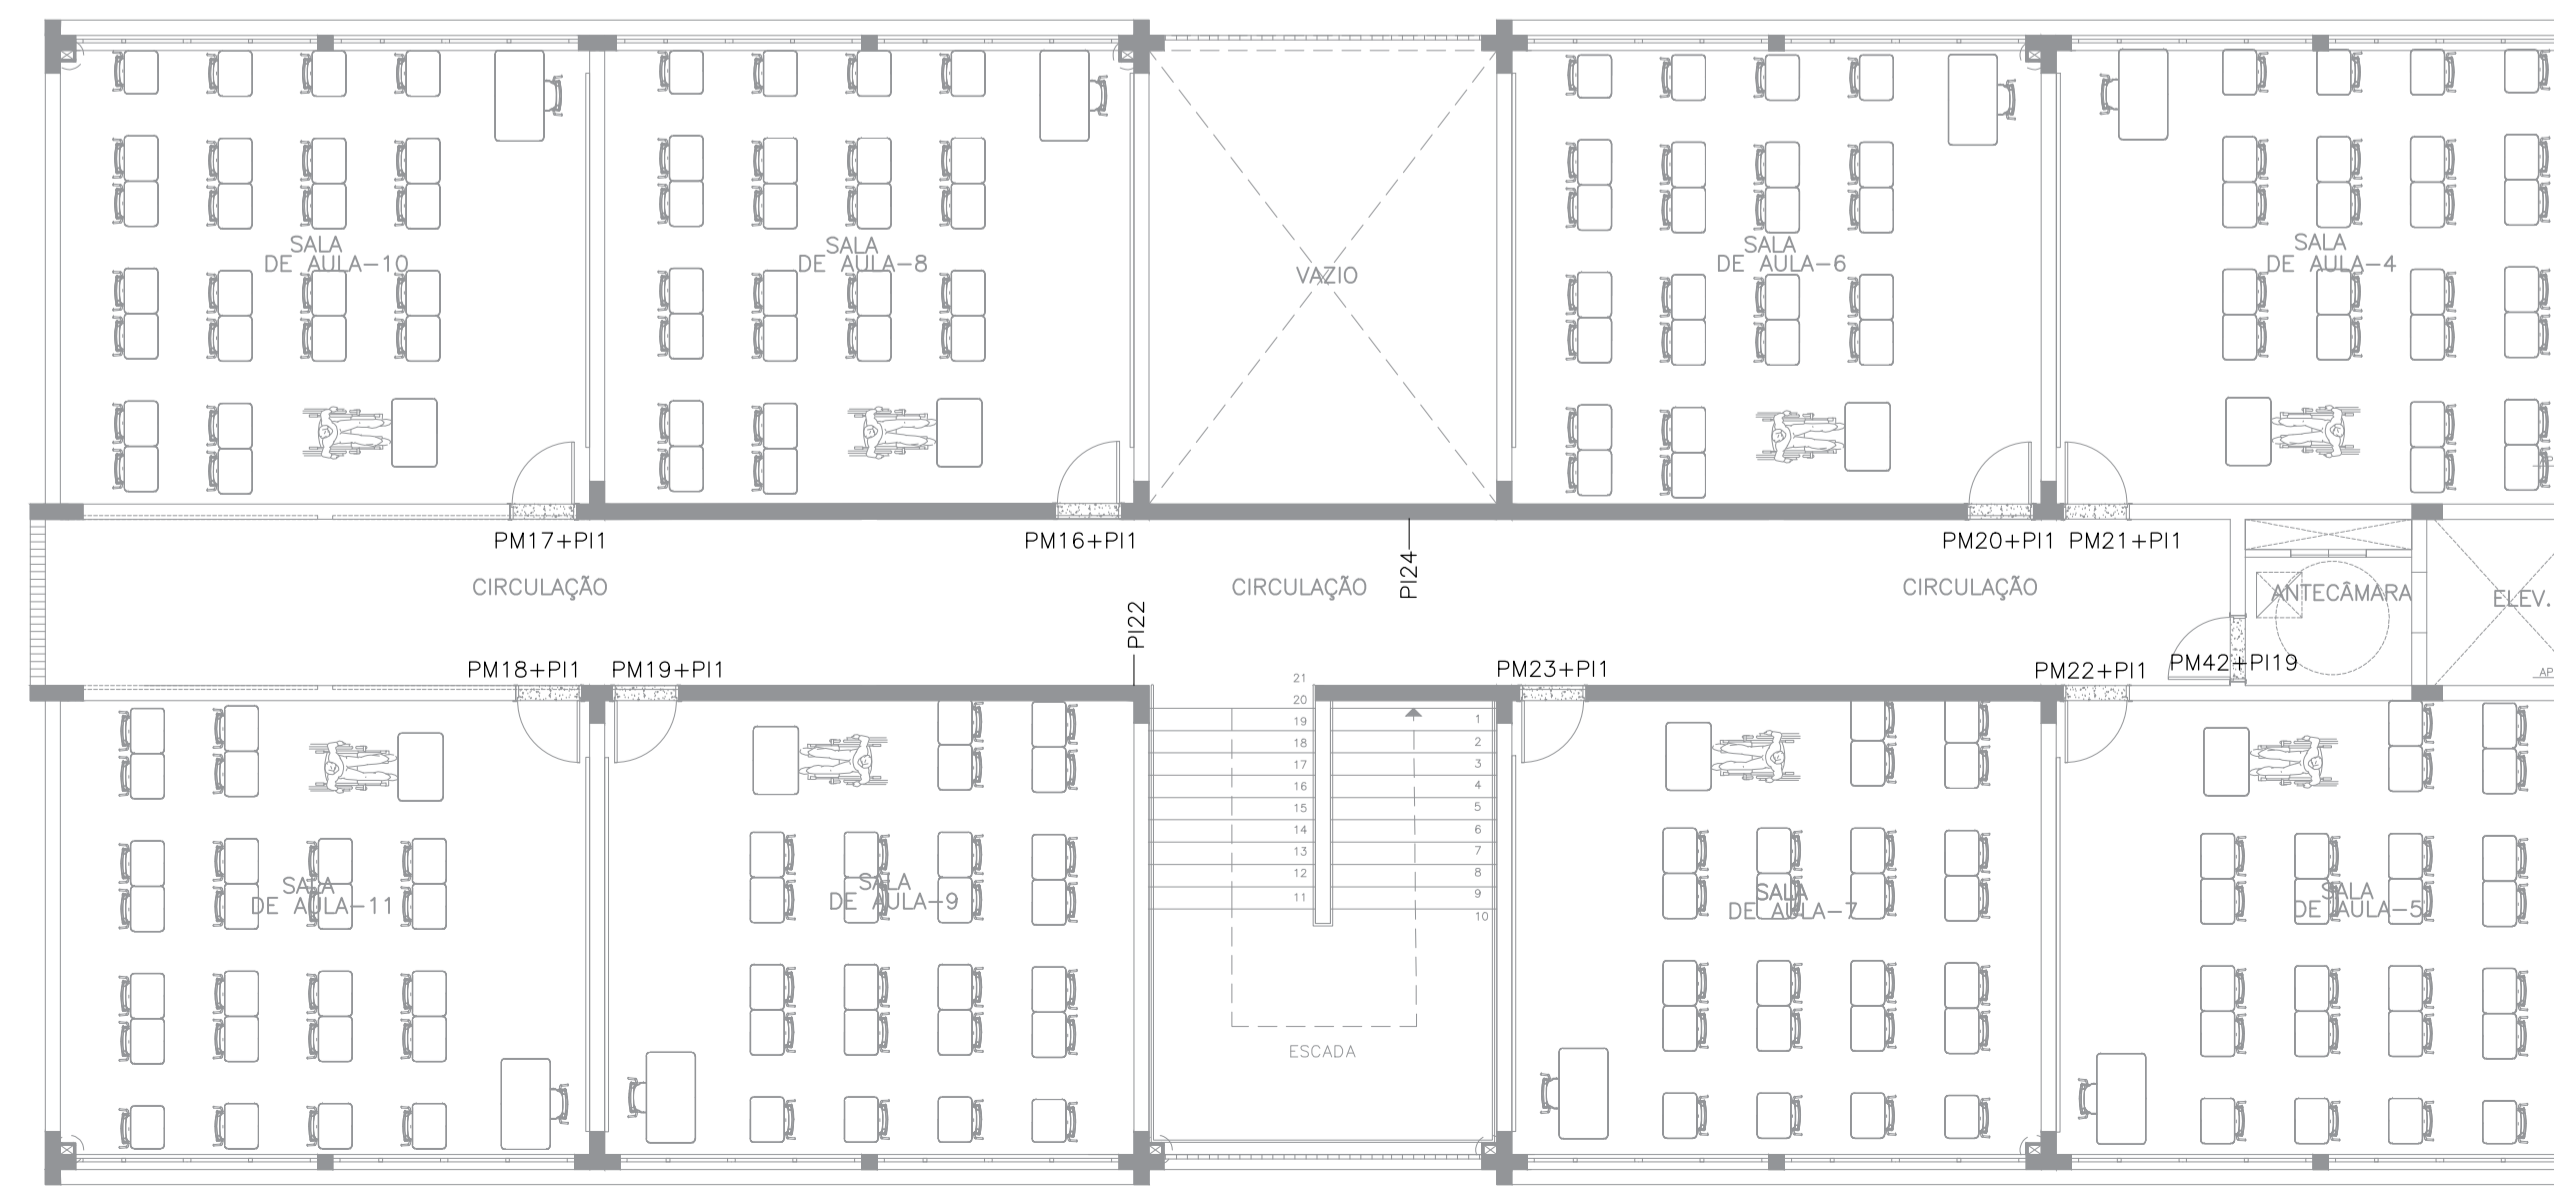 SALA
DE AULA-10
SALA
DE AULA-8
VAZIO
SALA
DE AULA-6
SALA
DE AULA-4
PM17+PI1
PM16+PI1
PI24
PM20+PI1
PM21+PI1
CIRCULAÇÃO
CIRCULAÇÃO
CIRCULAÇÃO
ANTECÂMARA
ELEV.
PI22
PM18+PI1
PM19+PI1
PM23+PI1
PM22+PI1
PM42+PI19
AP
21
20
19
18
17
16
15
14
13
12
11
1
2
3
4
5
6
7
8
9
10
SALA
DE AULA-11
SALA
DE AULA-9
SALA
DE AULA-7
SALA
DE AULA-5
ESCADA